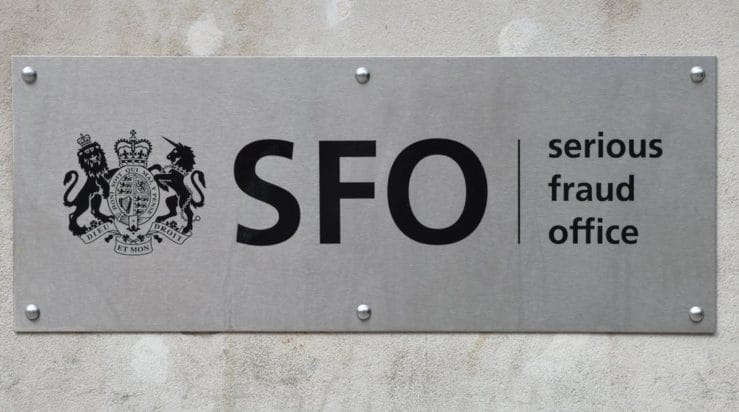 SFO
serious
fraud
office
DIEU ET MON DROIT